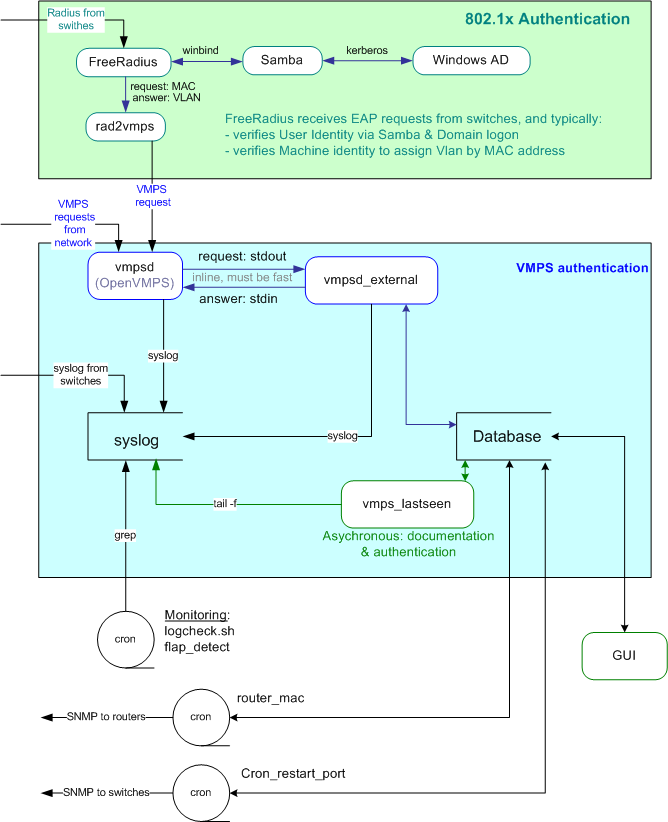 Radius from
swithes
802.1x Authentication
FreeRadius
winbind
Samba
kerberos
Windows AD
request: MAC
answer: VLAN
rad2vmps
FreeRadius receives EAP requests from switches, and typically:
- verifies User Identity via Samba & Domain logon
- verifies Machine identity to assign Vlan by MAC address
VMPS
request
VMPS
requests
from
network
vmpsd
(OpenVMPS)
request: stdout
inline, must be fast
answer: stdin
vmpsd_external
VMPS authentication
syslog
syslog from
switches
syslog
syslog
Database
tail -f
vmps_lastseen
Asychronous: documentation
& authentication
grep
cron
Monitoring:
logcheck.sh
flap_detect
GUI
router_mac
SNMP to routers
cron
Cron_restart_port
SNMP to switches
cron